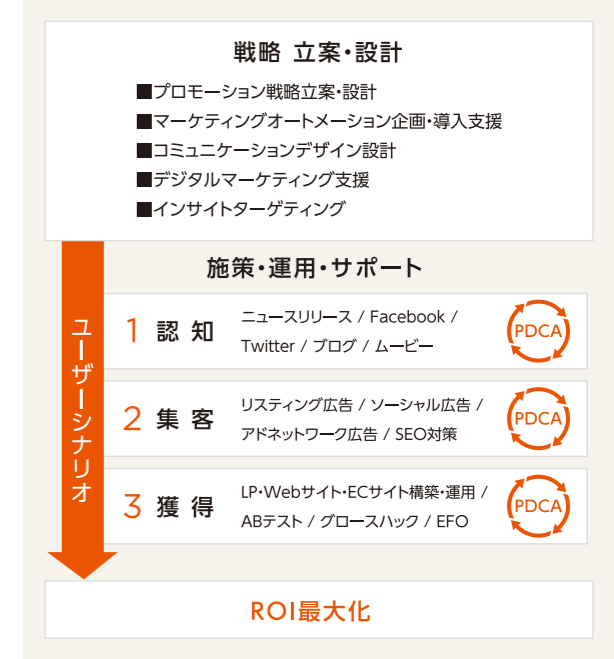 戦略 立案・設計
■プロモーション戦略立案・設計
■マーケティングオートメーション企画・導入支援
■コミュニケーションデザイン設計
■デジタルマーケティング支援
■インサイトターゲティング
施策・運用・サポート
ユーザーシナリオ
1 認知
ニュースリリース / Facebook /
Twitter / ブログ / ムービー
PDCA
2 集客
リスティング広告 / ソーシャル広告 /
アドネットワーク広告 / SEO対策
PDCA
3 獲得
LP・Webサイト・ECサイト構築・運用 /
ABテスト / グロースハック / EFO
PDCA
ROI最大化